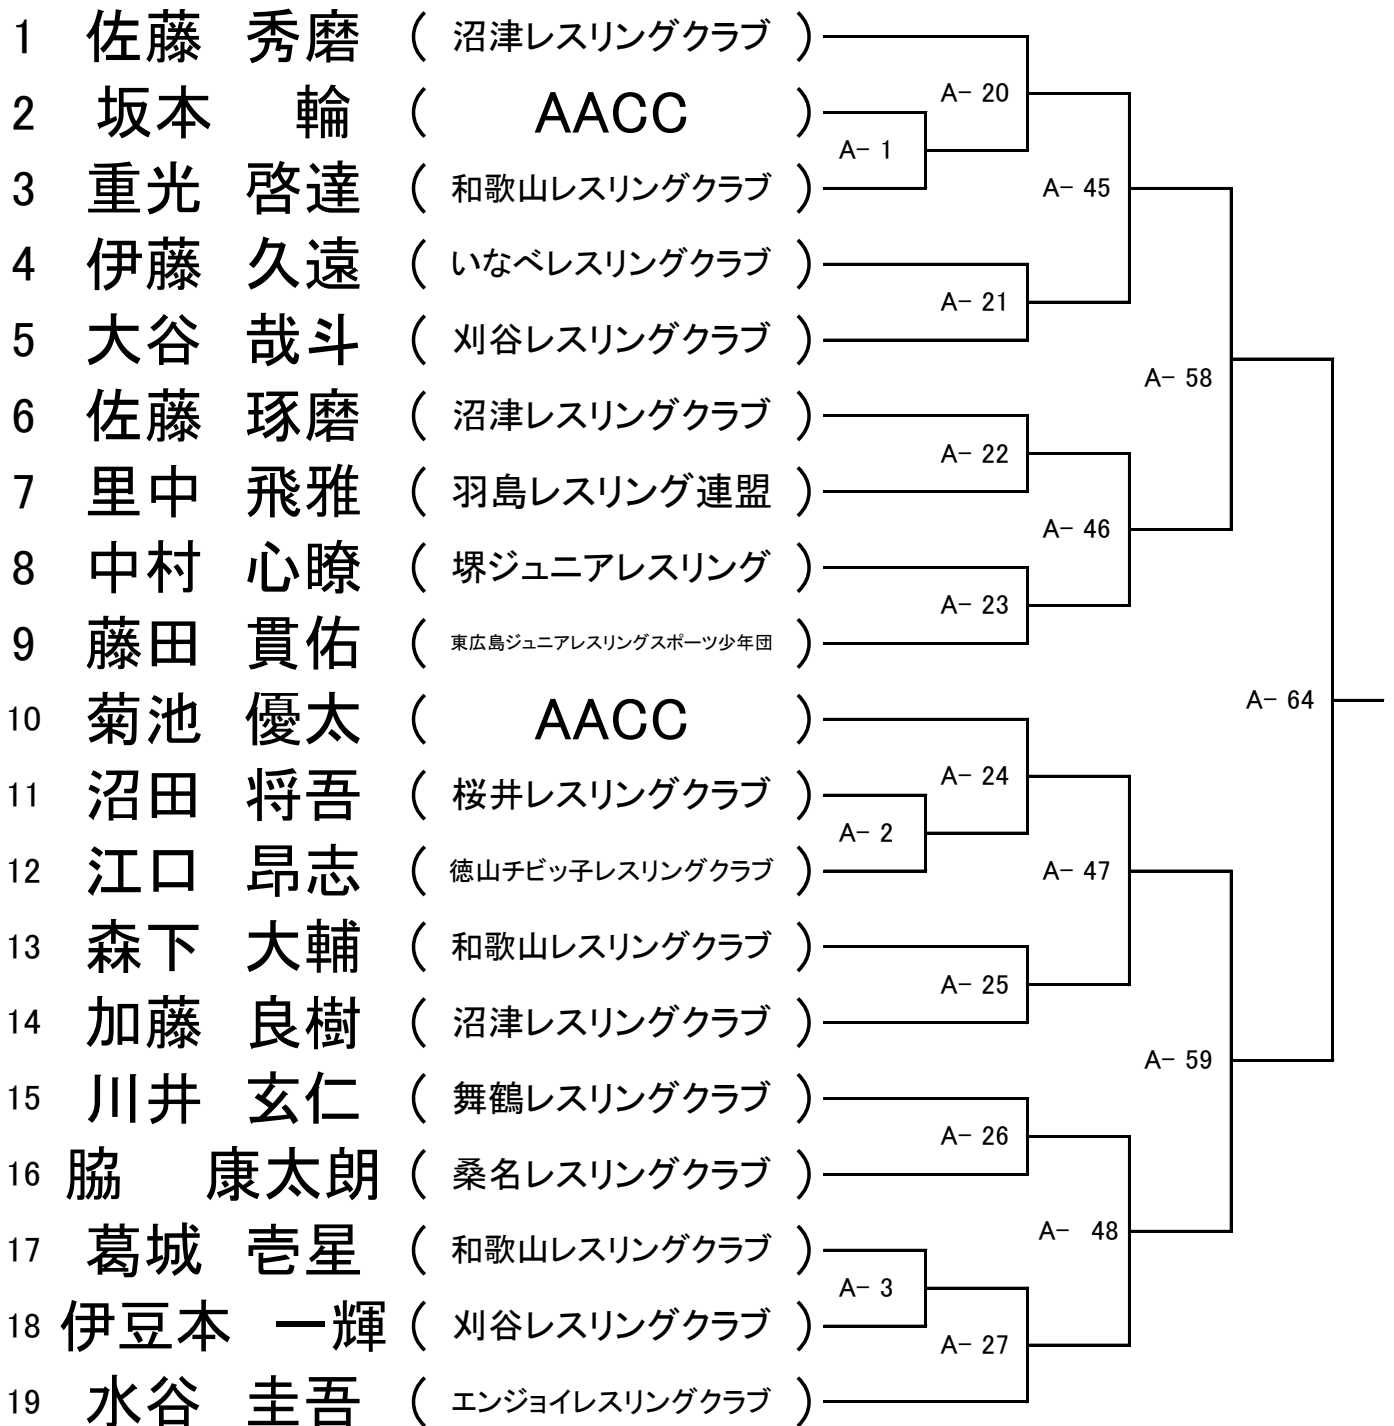 1 佐藤 秀磨 ( 沼津レスリングクラブ )
A- 20
2 坂本 輪 ( AACC )
A- 1
3 重光 啓達 ( 和歌山レスリングクラブ )
A- 45
4 伊藤 久遠 ( いなべレスリングクラブ )
A- 21
5 大谷 哉斗 ( 刈谷レスリングクラブ )
A- 58
6 佐藤 琢磨 ( 沼津レスリングクラブ )
A- 22
7 里中 飛雅 ( 羽島レスリング連盟 )
A- 46
8 中村 心瞭 ( 堺ジュニアレスリング )
A- 23
9 藤田 貫佑 ( 東広島ジュニアレスリングスポーツ少年団 )
A- 64
10 菊池 優太 ( AACC )
A- 24
11 沼田 将吾 ( 桜井レスリングクラブ )
A- 2
12 江口 昂志 ( 徳山チビッ子レスリングクラブ )
A- 47
13 森下 大輔 ( 和歌山レスリングクラブ )
A- 25
14 加藤 良樹 ( 沼津レスリングクラブ )
A- 59
15 川井 玄仁 ( 舞鶴レスリングクラブ )
A- 26
16 脇 康太朗 ( 桑名レスリングクラブ )
A- 48
17 葛城 壱星 ( 和歌山レスリングクラブ )
A- 3
18 伊豆本 一輝 ( 刈谷レスリングクラブ )
A- 27
19 水谷 圭吾 ( エンジョイレスリングクラブ )